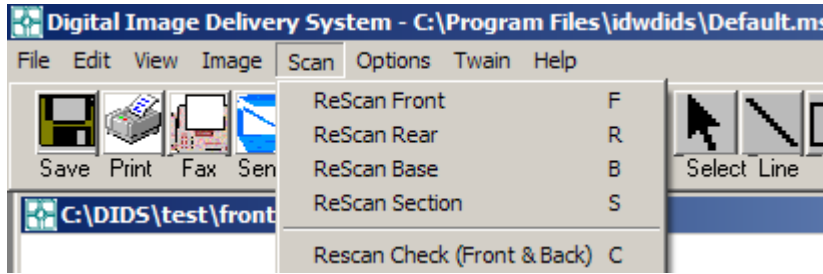 Digital Image Delivery System - C:\Program Files\idwdids\Default.ms
File Edit View Image Scan Options Twain Help
ReScan Front F
ReScan Rear R
ReScan Base B
ReScan Section S
Rescan Check (Front & Back) C
Save Print Fax Sen Select Line
C:\DIDS\test\front